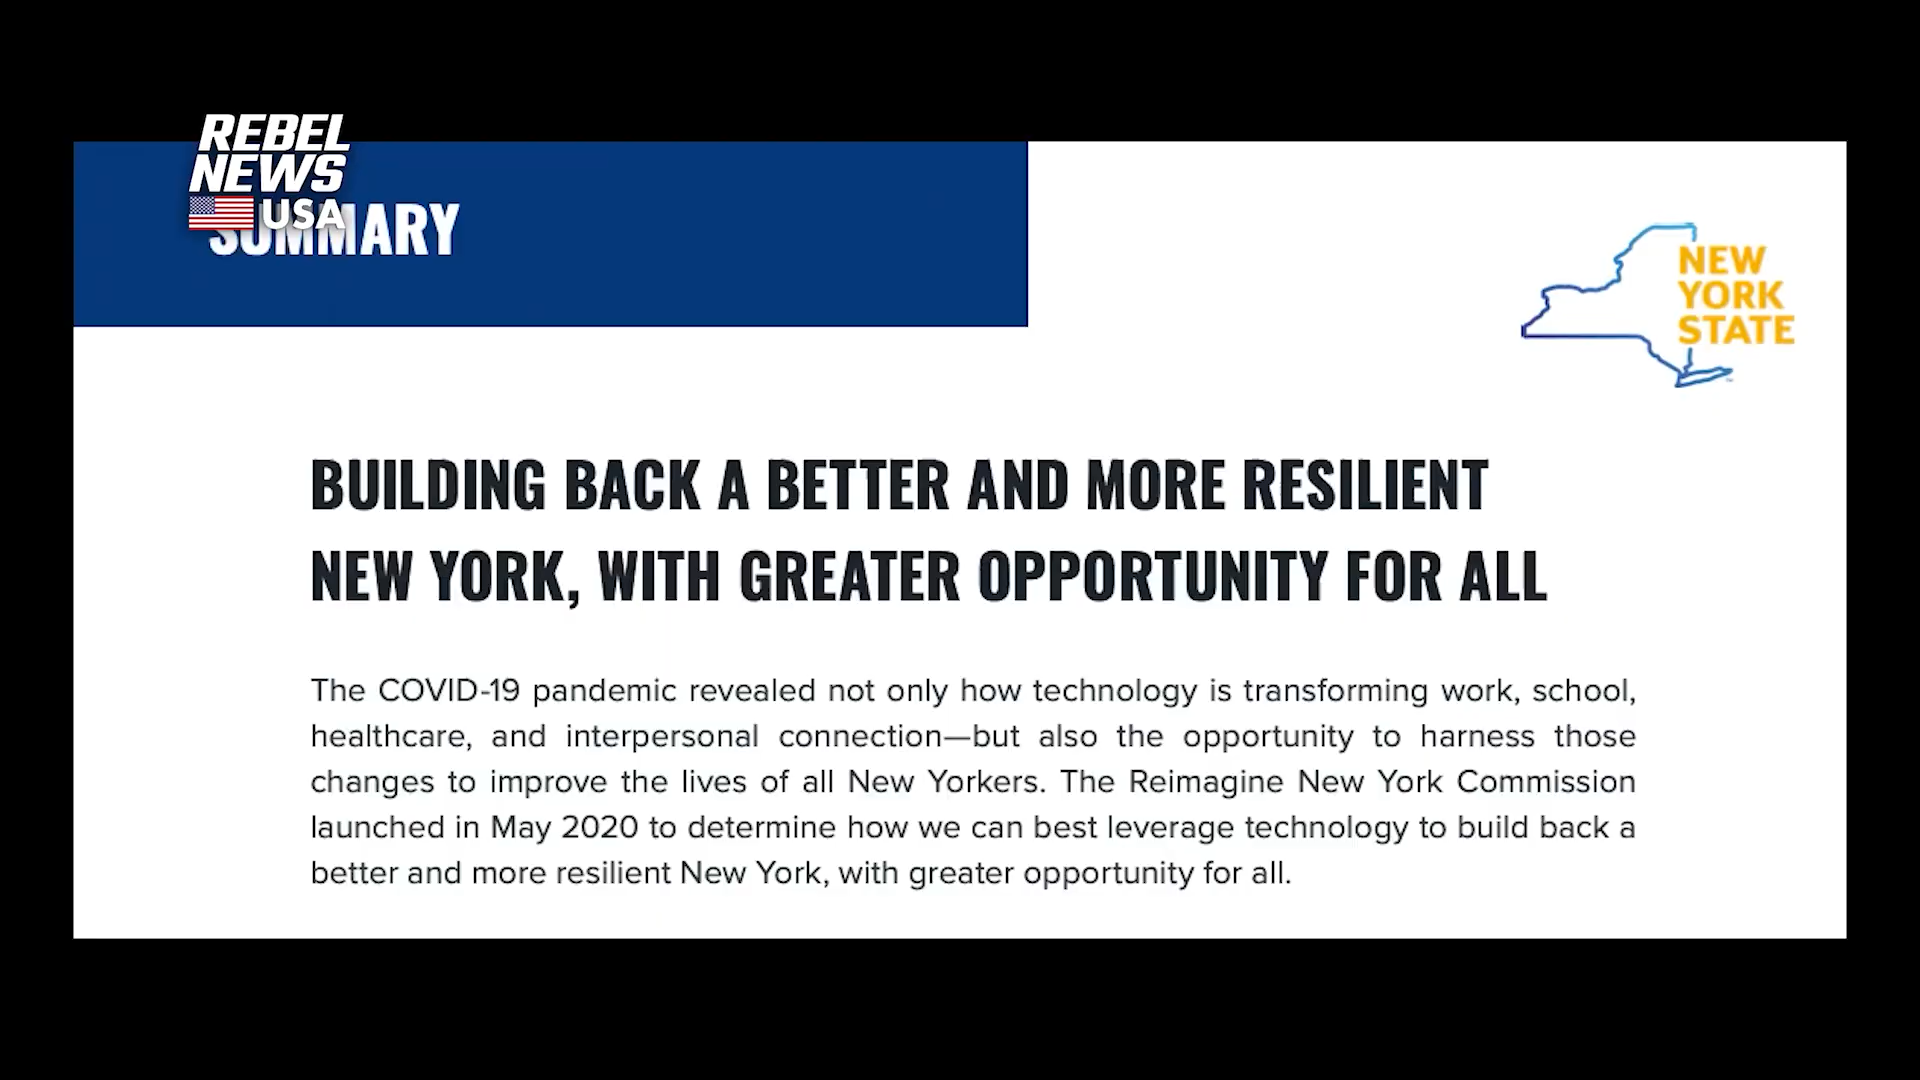 REBEL
NEWS
USA
SUMMARY
NEW
YORK
STATE
BUILDING BACK A BETTER AND MORE RESILIENT
NEW YORK, WITH GREATER OPPORTUNITY FOR ALL
The COVID-19 pandemic revealed not only how technology is transforming work, school,
healthcare, and interpersonal connection—but also the opportunity to harness those
changes to improve the lives of all New Yorkers. The Reimagine New York Commission
launched in May 2020 to determine how we can best leverage technology to build back a
better and more resilient New York, with greater opportunity for all.